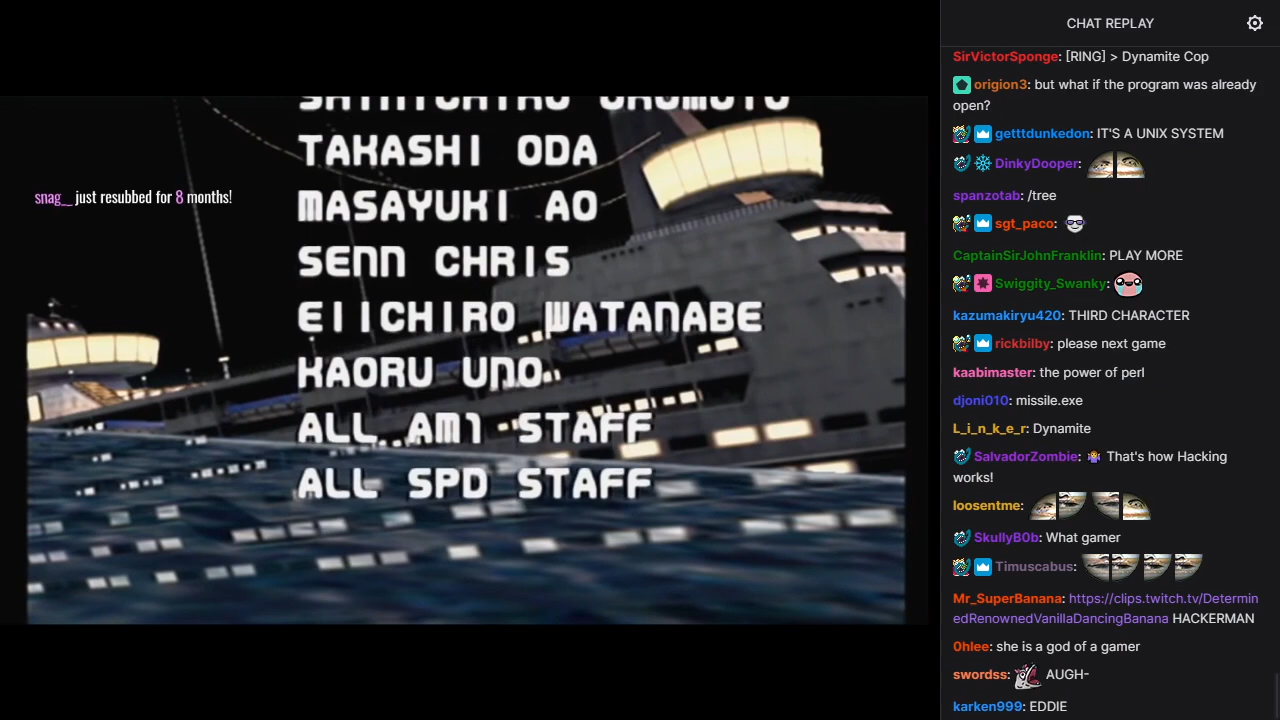 SHINICHIRO OKUMOTO
TAKASHI ODA
MASAYUKI AO
SENN CHRIS
EIICHIRO WATANABE
KAORU UNO
ALL AM1 STAFF
ALL SPD STAFF
snag__ just resubbed for 8 months!
CHAT REPLAY
SirVictorSponge: [RING] > Dynamite Cop
origion3: but what if the program was already
open?
getttdunkedon: IT'S A UNIX SYSTEM
DinkyDooper:
spanzotab: /tree
sgt_paco:
CaptainSirJohnFranklin: PLAY MORE
Swiggity_Swanky:
kazumakiryu420: THIRD CHARACTER
rickbilby: please next game
kaabimaster: the power of perl
djoni010: missile.exe
L_i_n_k_e_r: Dynamite
SalvadorZombie: 🤷‍♀️ That's how Hacking
works!
loosentme:
SkullyB0b: What gamer
Timuscabus:
Mr_SuperBanana: https://clips.twitch.tv/Determin
edRenownedVanillaDancingBanana HACKERMAN
0hlee: she is a god of a gamer
swordss: AUGH-
karken999: EDDIE